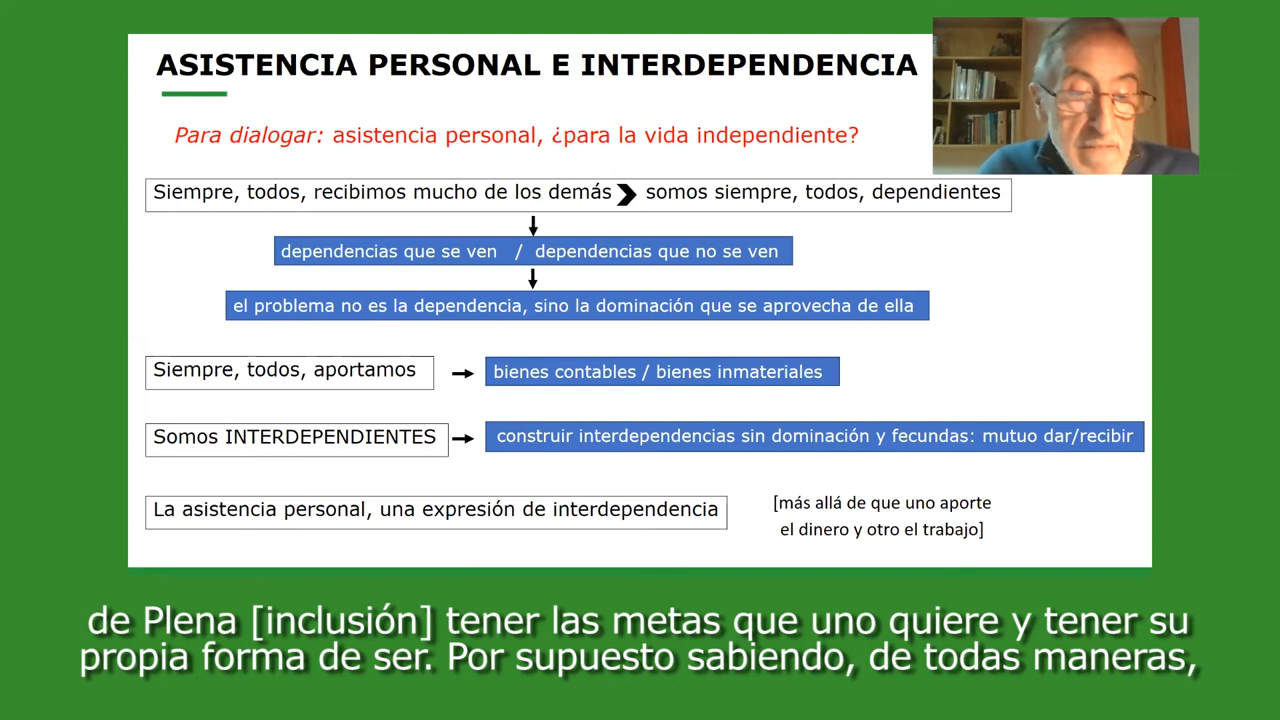 ASISTENCIA PERSONAL E INTERDEPENDENCIA
Para dialogar: asistencia personal, ¿para la vida independiente?
Siempre, todos, recibimos mucho de los demás somos siempre, todos, dependientes
dependencias que se ven / dependencias que no se ven
el problema no es la dependencia, sino la dominación que se aprovecha de ella
Siempre, todos, aportamos
bienes contables / bienes inmateriales
Somos INTERDEPENDIENTES
construir interdependencias sin dominación y fecundas: mutuo dar/recibir
La asistencia personal, una expresión de interdependencia
[más allá de que uno aporte
el dinero y otro el trabajo]
de Plena [inclusión] tener las metas que uno quiere y tener su
propia forma de ser. Por supuesto sabiendo, de todas maneras,